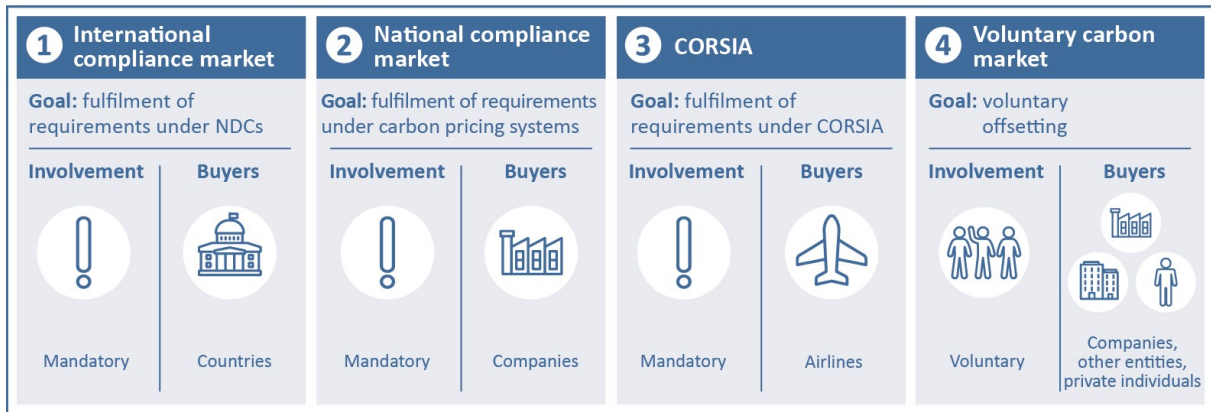 1 International
compliance market
Goal: fulfilment of
requirements under NDCs
Involvement
Buyers
Mandatory
Countries
2 National compliance
market
Goal: fulfilment of requirements
under carbon pricing systems
Involvement
Buyers
Mandatory
Companies
3 CORSIA
Goal: fulfilment of
requirements under CORSIA
Involvement
Buyers
Mandatory
Airlines
4 Voluntary carbon
market
Goal: voluntary
offsetting
Involvement
Buyers
Voluntary
Companies,
other entities,
private individuals